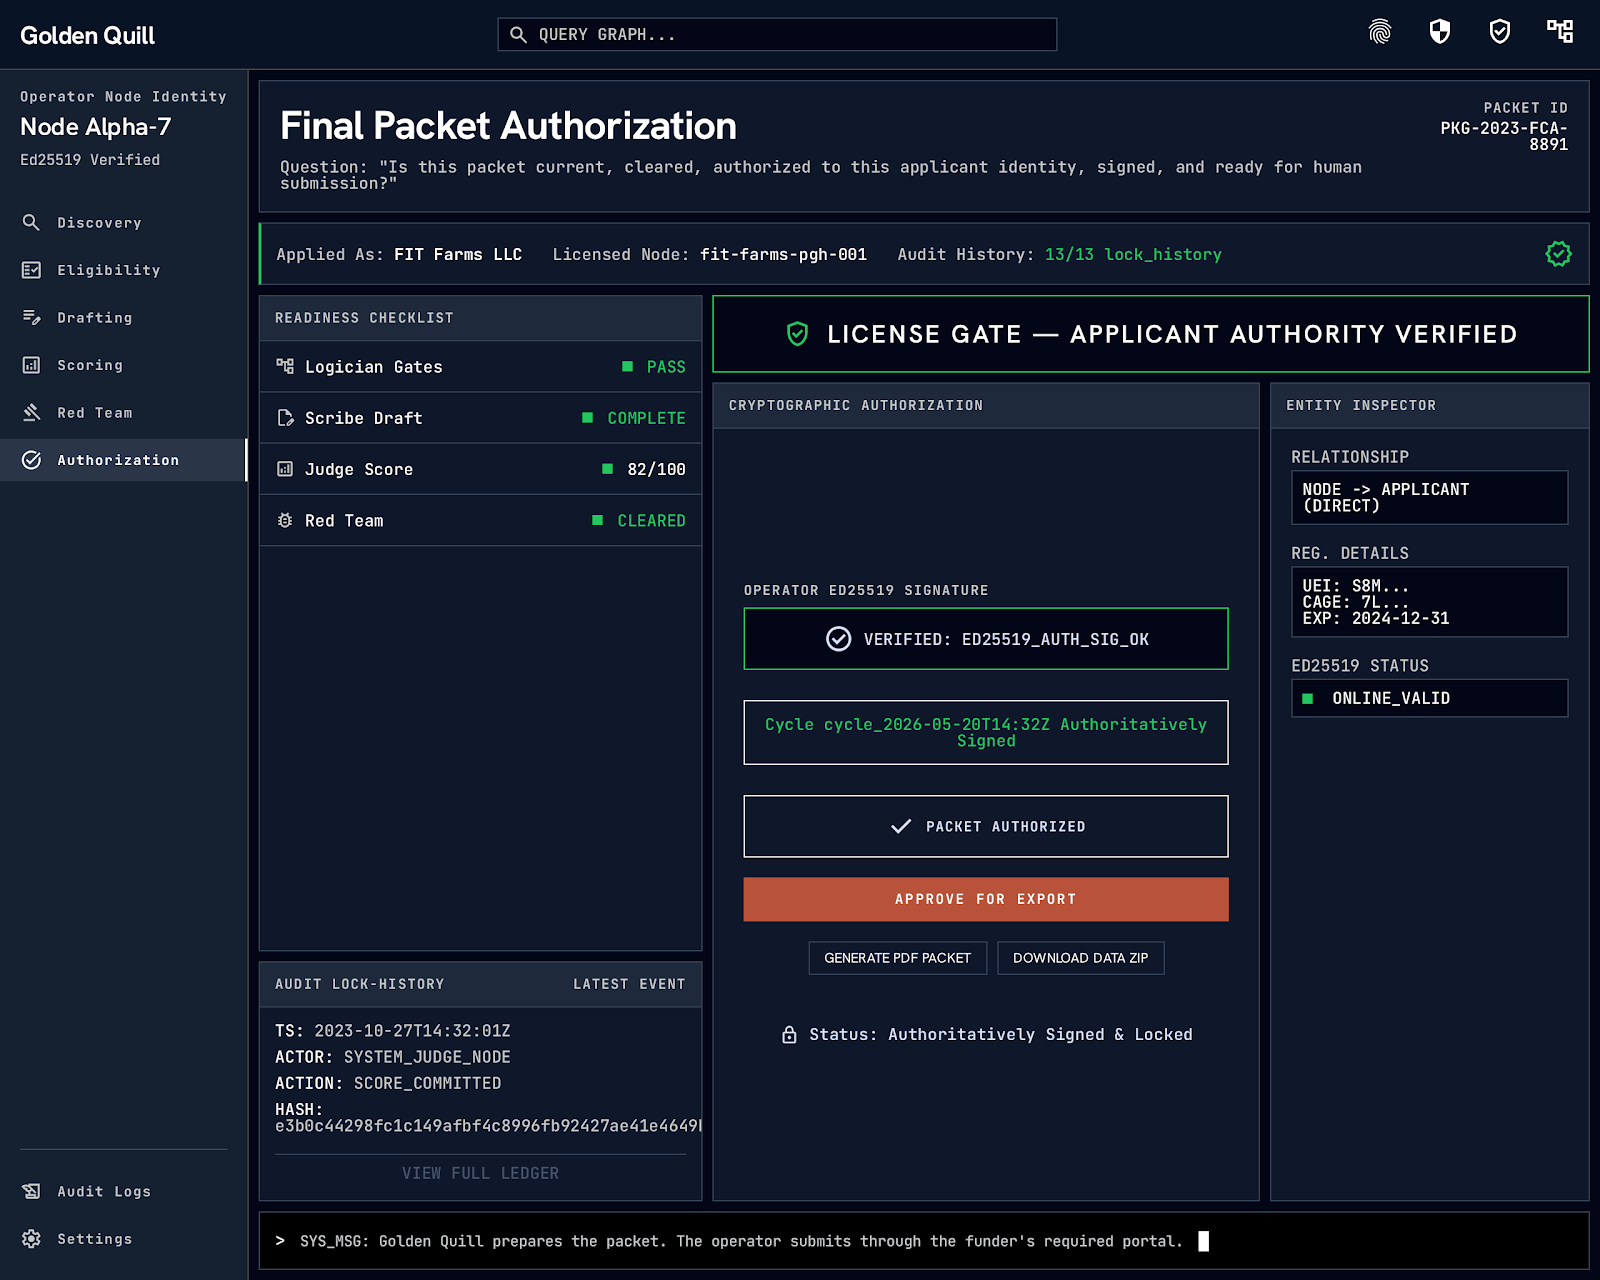 Golden Quill
QUERY GRAPH...
Operator Node Identity
Node Alpha-7
Ed25519 Verified
Discovery
Eligibility
Drafting
Scoring
Red Team
Authorization
Audit Logs
Settings
Final Packet Authorization
Question: "Is this packet current, cleared, authorized to this applicant identity, signed, and ready for human
submission?"
PACKET ID
PKG-2023-FCA-
8891
Applied As: FIT Farms LLC Licensed Node: fit-farms-pgh-001 Audit History: 13/13 lock_history
READINESS CHECKLIST
Logician Gates PASS
Scribe Draft COMPLETE
Judge Score 82/100
Red Team CLEARED
AUDIT LOCK-HISTORY LATEST EVENT
TS: 2023-10-27T14:32:01Z
ACTOR: SYSTEM_JUDGE_NODE
ACTION: SCORE_COMMITTED
HASH:
e3b0c44298fc1c149afbf4c8996fb92427ae41e4649
VIEW FULL LEDGER
LICENSE GATE — APPLICANT AUTHORITY VERIFIED
CRYPTOGRAPHIC AUTHORIZATION
OPERATOR ED25519 SIGNATURE
VERIFIED: ED25519_AUTH_SIG_OK
Cycle cycle_2026-05-20T14:32Z Authoritatively
Signed
PACKET AUTHORIZED
APPROVE FOR EXPORT
GENERATE PDF PACKET
DOWNLOAD DATA ZIP
Status: Authoritatively Signed & Locked
ENTITY INSPECTOR
RELATIONSHIP
NODE -> APPLICANT
(DIRECT)
REG. DETAILS
UEI: S8M...
CAGE: 7L...
EXP: 2024-12-31
ED25519 STATUS
ONLINE_VALID
> SYS_MSG: Golden Quill prepares the packet. The operator submits through the funder's required portal.